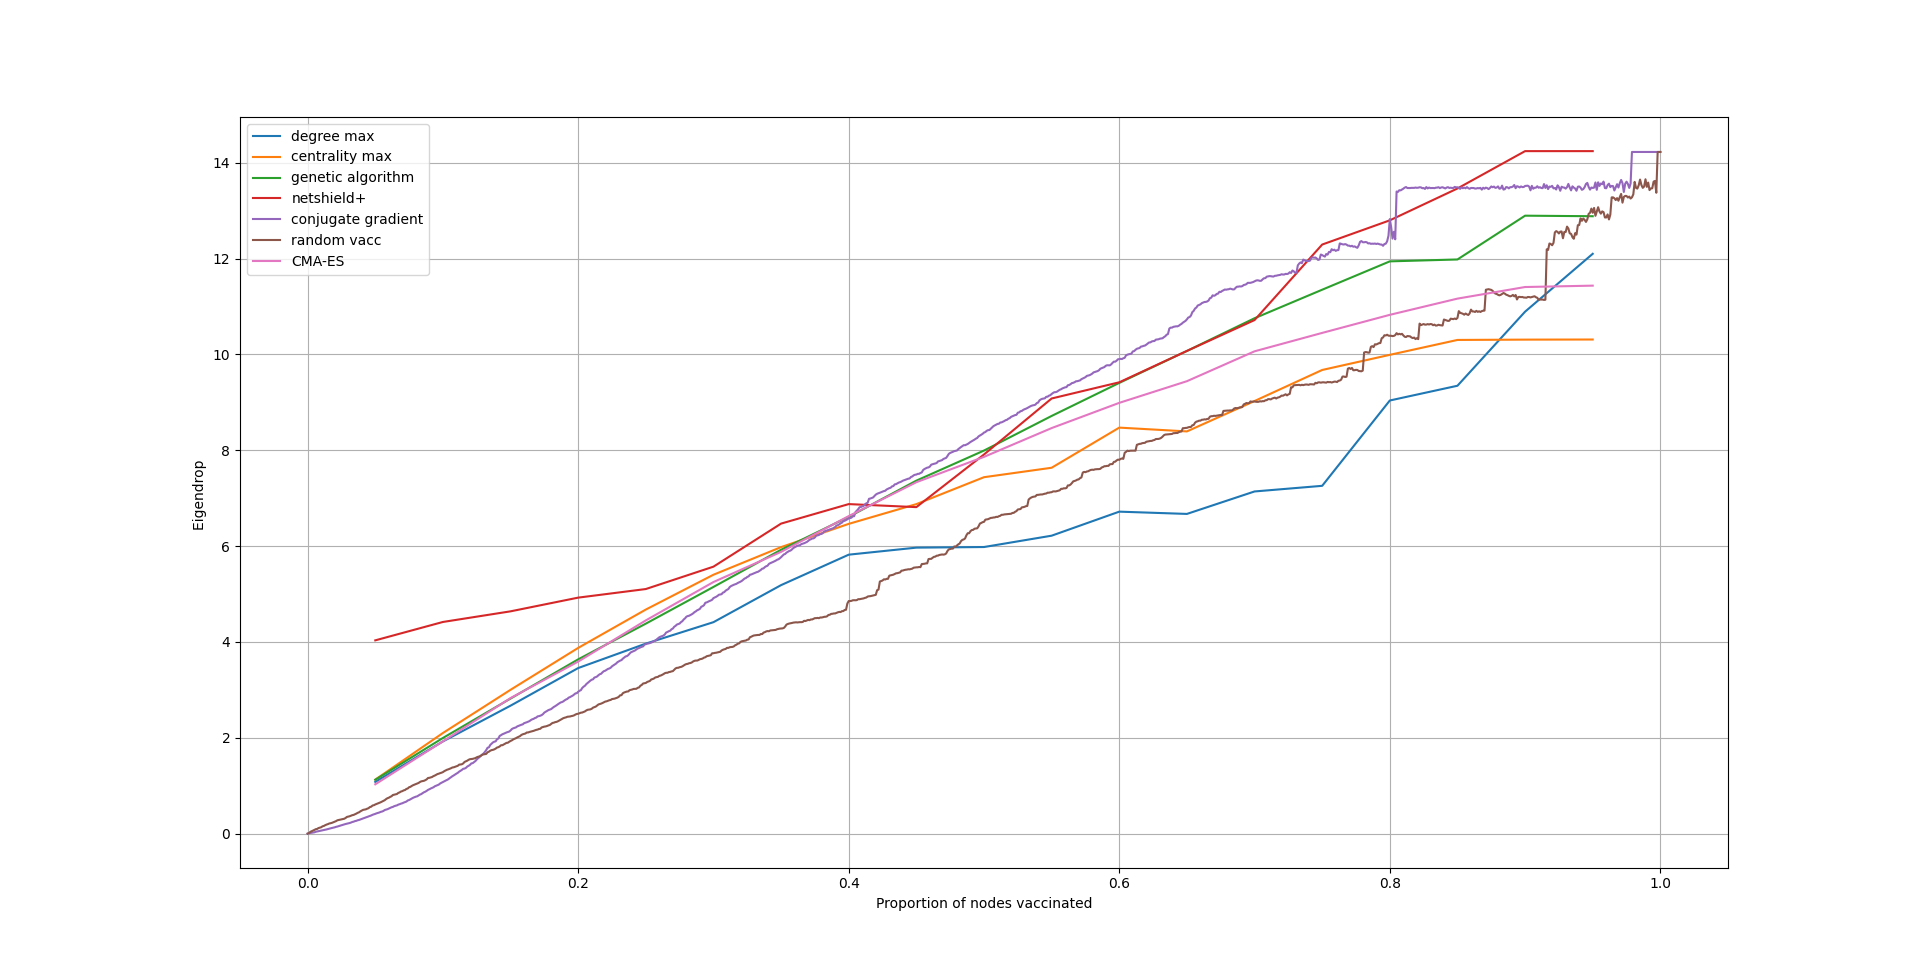 degree max
centrality max
genetic algorithm
netshield+
conjugate gradient
random vacc
CMA-ES
14
12
10
8
6
4
2
0
Eigendrop
0.0 0.2 0.4 0.6 0.8 1.0
Proportion of nodes vaccinated